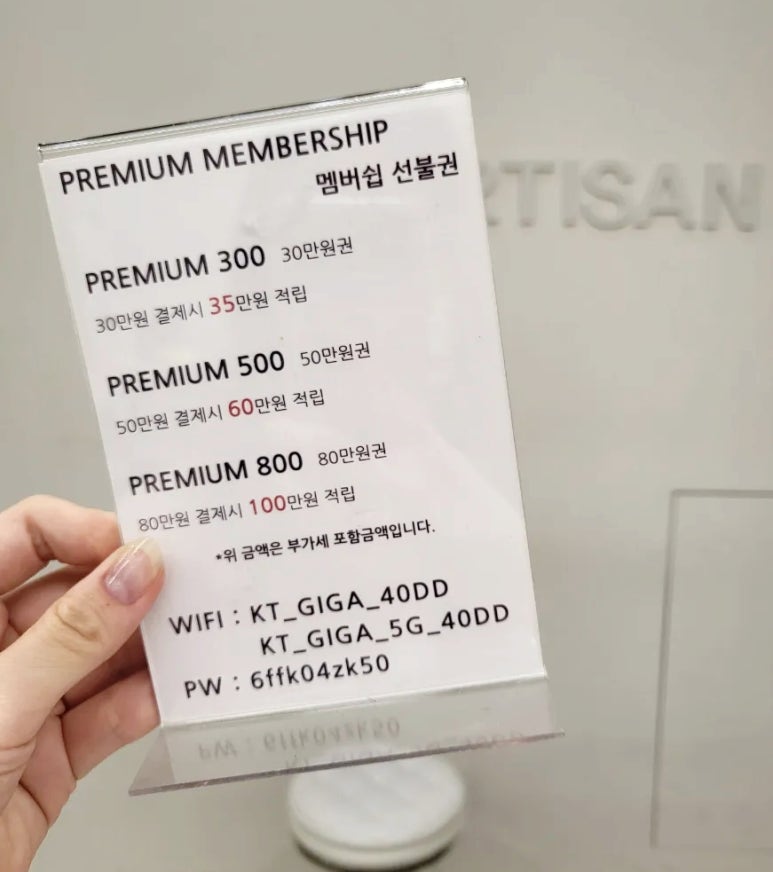 PREMIUM MEMBERSHIP
멤버쉽 선불권
PREMIUM 300 30만원권
30만원 결제시 35만원 적립
PREMIUM 500 50만원권
50만원 결제시 60만원 적립
PREMIUM 800 80만원권
80만원 결제시 100만원 적립
*위 금액은 부가세 포함금액입니다.
WIFI : KT_GIGA_40DD
KT_GIGA_5G_40DD
PW : 6ffk04zk50
RTISAN